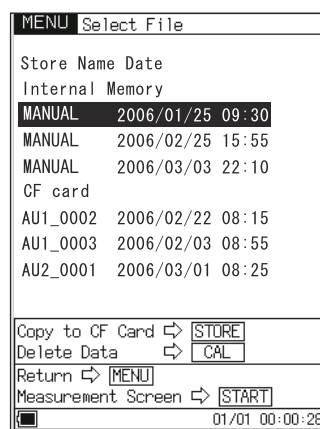 MENU Select File
Store Name Date
Internal Memory
MANUAL 2006/01/25 09:30
MANUAL 2006/02/25 15:55
MANUAL 2006/03/03 22:10
CF card
AU1_0002 2006/02/22 08:15
AU1_0003 2006/02/03 08:55
AU2_0001 2006/03/01 08:25
Copy to CF Card ⇨ STORE
Delete Data ⇨ CAL
Return ⇨ MENU
Measurement Screen ⇨ START
01/01 00:00:28